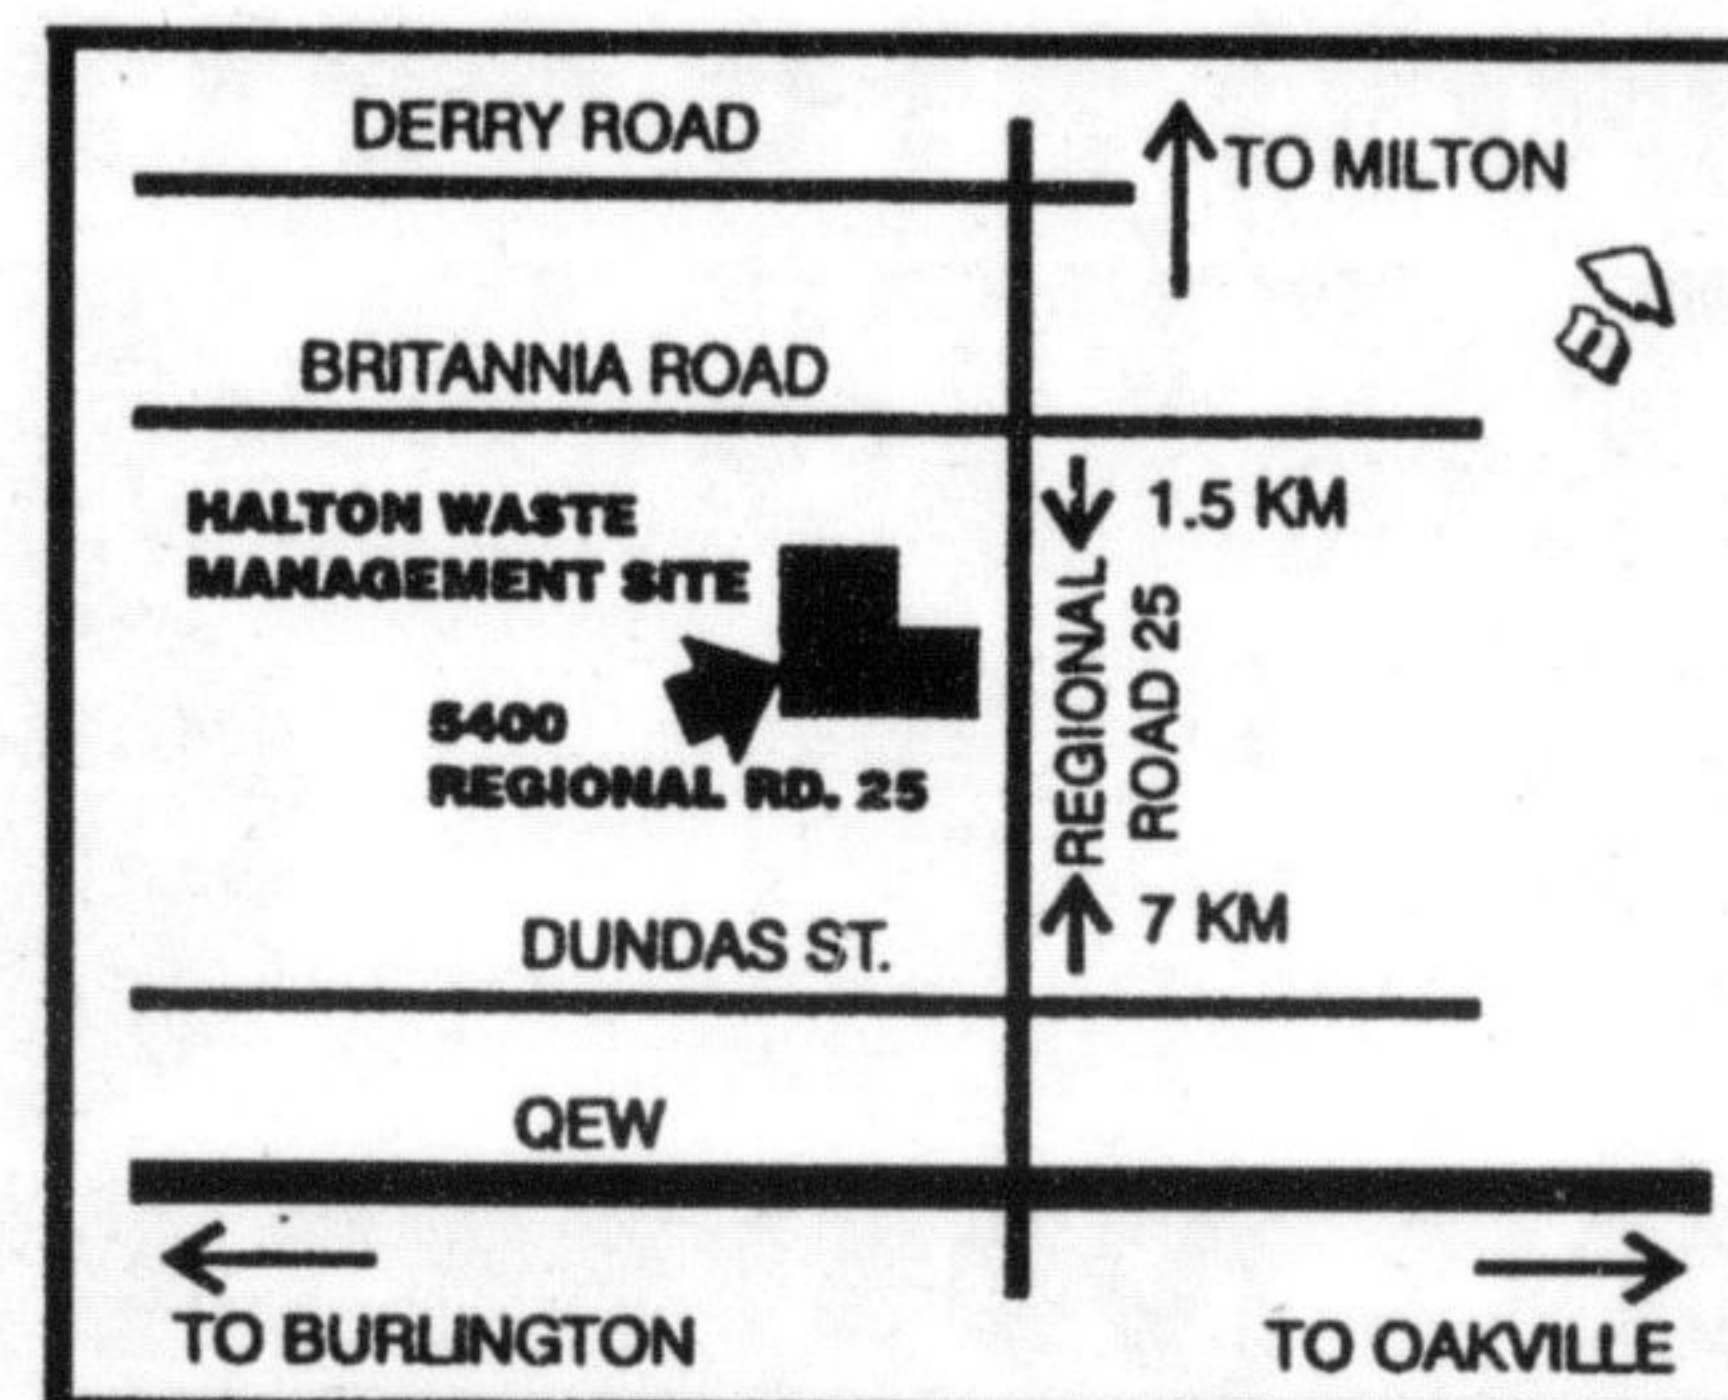 DERRY ROAD
TO MILTON
BRITANNIA ROAD
HALTON WASTE
MANAGEMENT SITE
1.5 KM
REGIONAL
ROAD 25
5400
REGIONAL RD. 25
7 KM
DUNDAS ST.
QEW
TO BURLINGTON
TO OAKVILLE